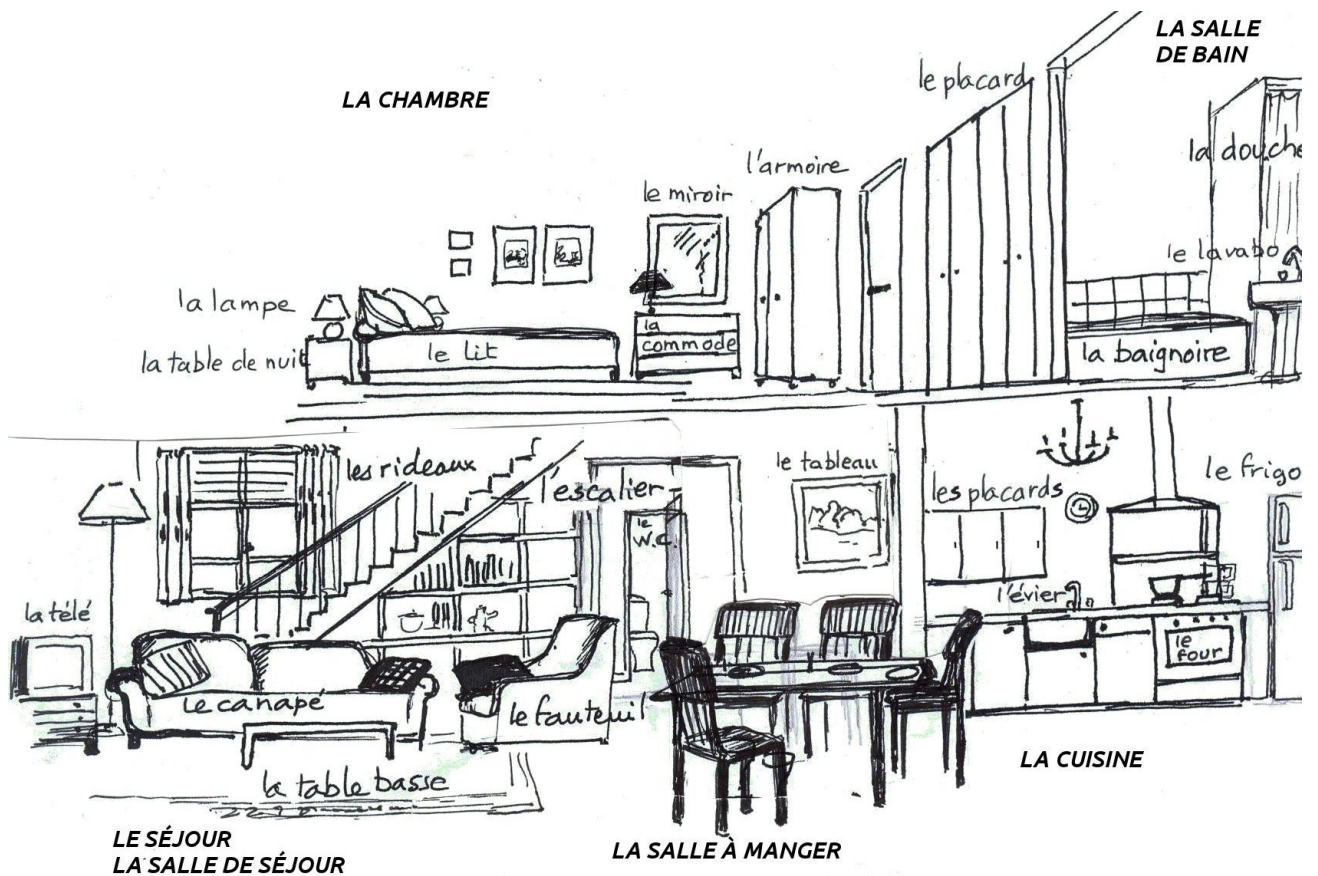 LA SALLE
DE BAIN
le placard
LA CHAMBRE
la douche
l'armoire
le miroir
le lavabo
la lampe
la
commode
le lit
la baignoire
la table de nuit
les rideaux
le tableau
le frigo
l'escalier
les placards
le
W.C.
l'évier
la télé
le
four
le canapé
le fauteuil
LA CUISINE
la table basse
LE SÉJOUR
LA SALLE DE SÉJOUR
LA SALLE À MANGER